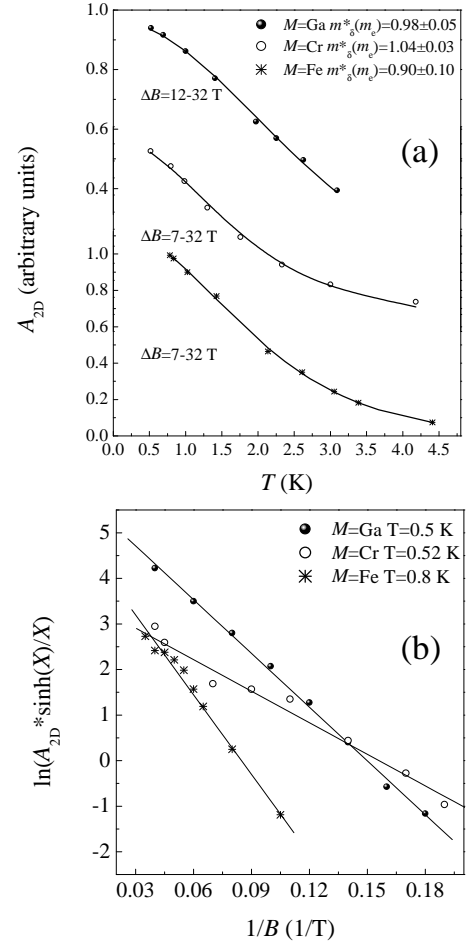 M=Ga m*δ(me)=0.98±0.05
M=Cr m*δ(me)=1.04±0.03
M=Fe m*δ(me)=0.90±0.10
ΔB=12-32 T
(a)
ΔB=7-32 T
ΔB=7-32 T
1.0
0.8
0.6
0.4
1.0
0.8
0.6
0.4
0.2
0.0
A2D (arbitrary units)
0.0 0.5 1.0 1.5 2.0 2.5 3.0 3.5 4.0 4.5
T (K)
M=Ga T=0.5 K
M=Cr T=0.52 K
M=Fe T=0.8 K
(b)
5
4
3
2
1
0
-1
-2
ln(A2D*sinh(X)/X)
0.03 0.06 0.09 0.12 0.15 0.18
1/B (1/T)